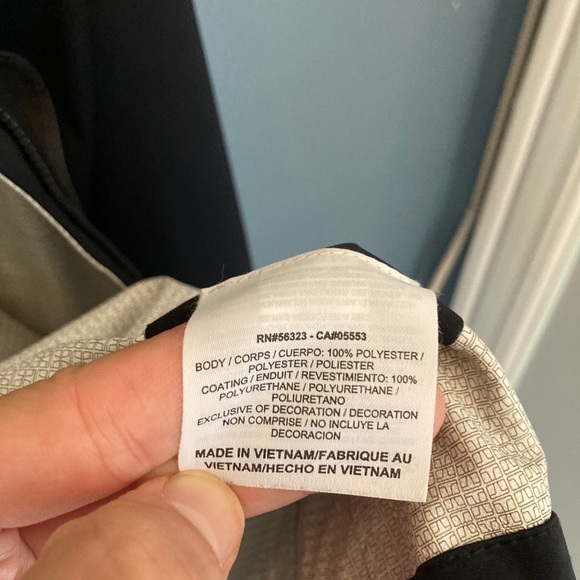 RN#56323 - CA#05553
BODY / CORPS / CUERPO: 100% POLYESTER /
POLYESTER / POLIESTER
COATING / ENDUIT / REVESTIMIENTO: 100%
POLYURETHANE / POLYURETHANE /
POLIURETANO
EXCLUSIVE OF DECORATION / DECORATION
NON COMPRISE / NO INCLUYE LA
DECORACION
MADE IN VIETNAM/FABRIQUE AU
VIETNAM/HECHO EN VIETNAM